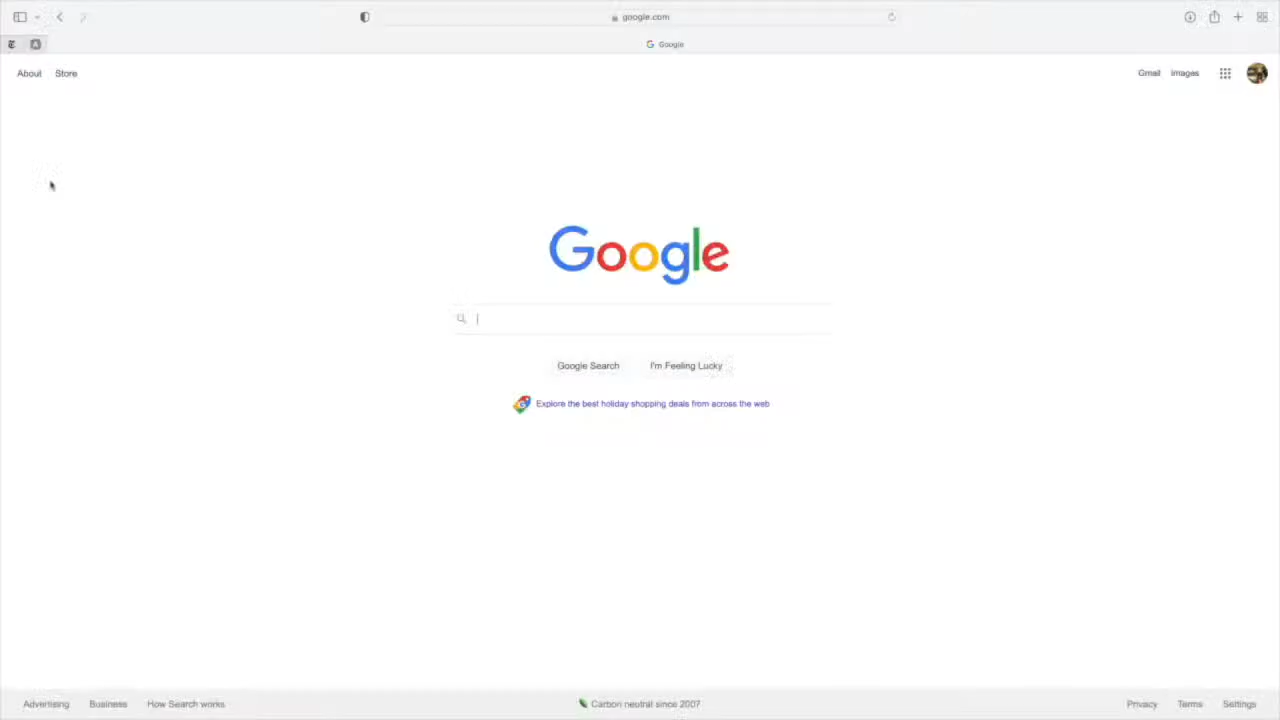 google.com
Google
About Store
Gmail Images
Google
Google Search I'm Feeling Lucky
Explore the best holiday shopping deals from across the web
Advertising Business How Search works
Carbon neutral since 2007
Privacy Terms Settings